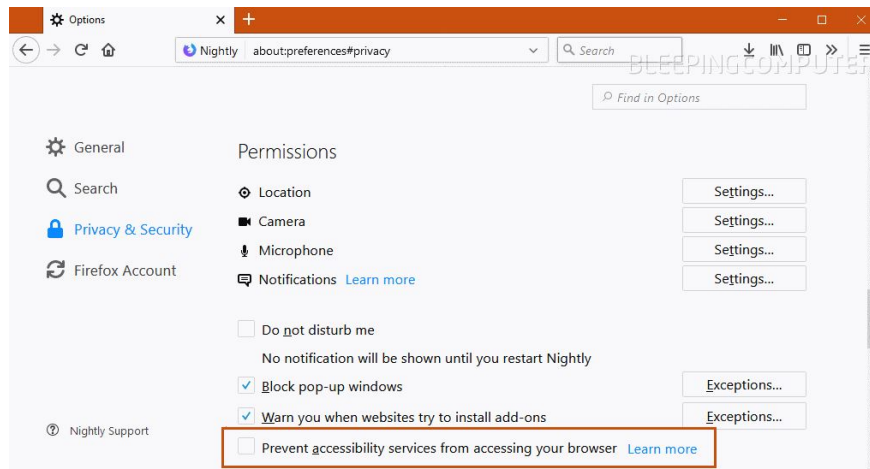 Options
Nightly about:preferences#privacy Search
BLEEPINGCOMPUTER
Find in Options
General
Search
Privacy & Security
Firefox Account
Nightly Support
Permissions
Location Settings...
Camera Settings...
Microphone Settings...
Notifications Learn more Settings...
Do not disturb me
No notification will be shown until you restart Nightly
Block pop-up windows Exceptions...
Warn you when websites try to install add-ons Exceptions...
Prevent accessibility services from accessing your browser Learn more